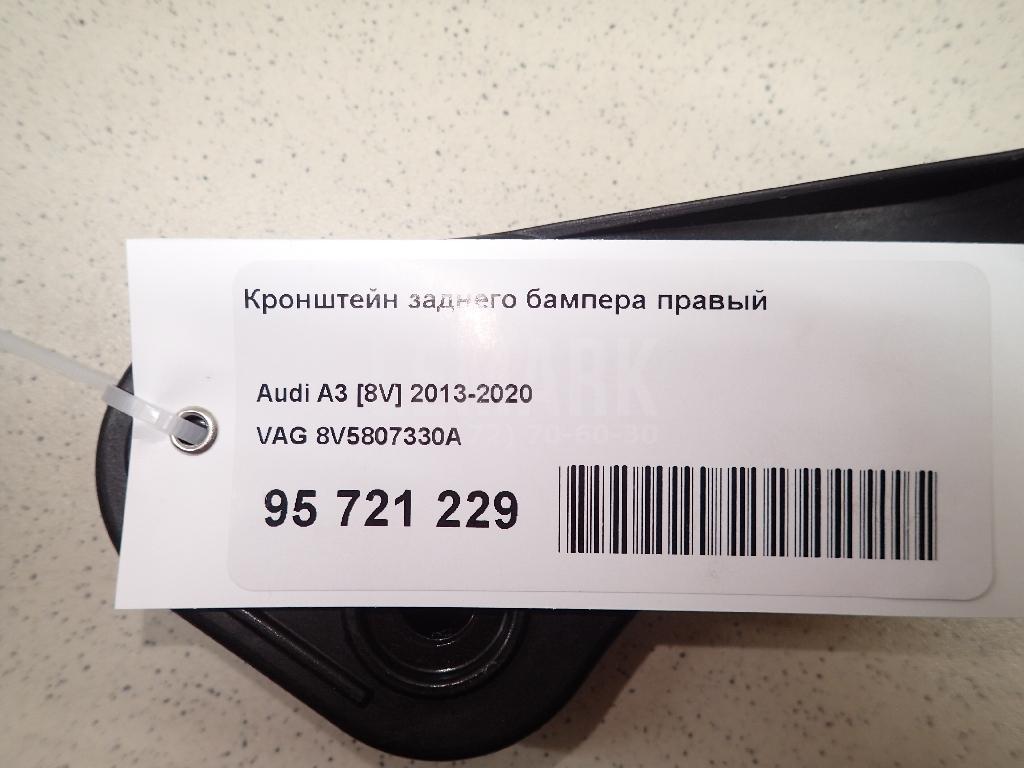 Кронштейн заднего бампера правый
Audi A3 [8V] 2013-2020
VAG 8V5807330A
95 721 229